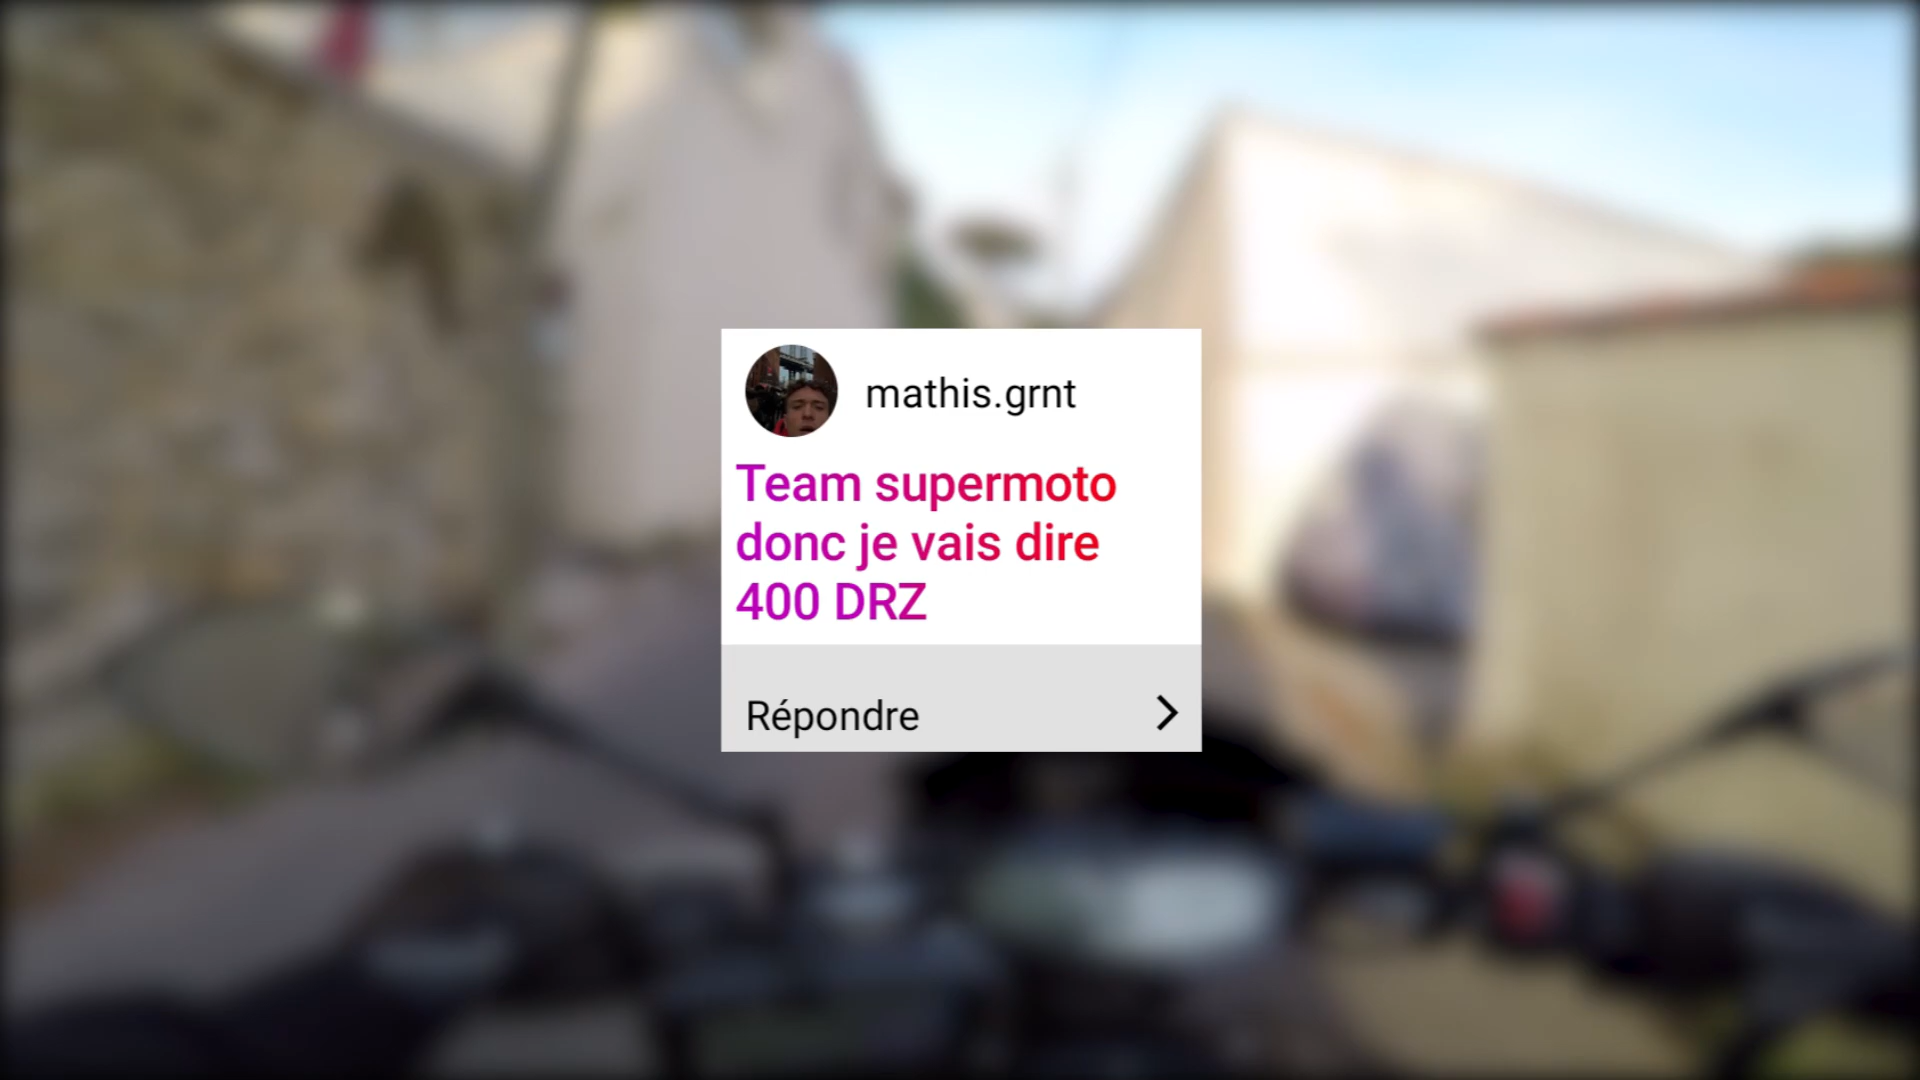 mathis.grnt
Team supermoto
donc je vais dire
400 DRZ
Répondre